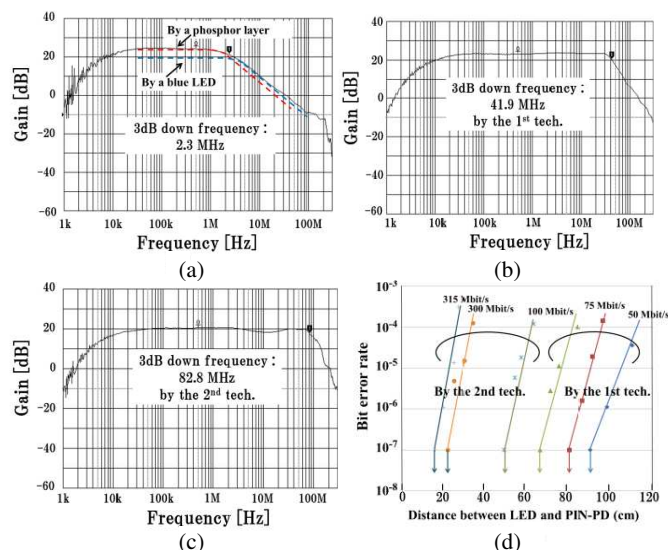 By a phosphor layer
By a blue LED
3dB down frequency :
2.3 MHz
Gain [dB]
60
40
20
0
-20
-40
-60
1k
10k
100k
1M
10M
100M
Frequency [Hz]
(a)
3dB down frequency :
41.9 MHz
by the 1st tech.
Gain [dB]
60
40
20
0
-20
-40
-60
1k
10k
100k
1M
10M
100M
Frequency [Hz]
(b)
3dB down frequency :
82.8 MHz
by the 2nd tech.
Gain [dB]
60
40
20
0
-20
-40
-60
1k
10k
100k
1M
10M
100M
Frequency [Hz]
(c)
315 Mbit/s
300 Mbit/s
100 Mbit/s
75 Mbit/s
50 Mbit/s
By the 2nd tech.
By the 1st tech.
Bit error rate
10-3
10-4
10-5
10-6
10-7
10-8
0
20
40
60
80
100
120
Distance between LED and PIN-PD (cm)
(d)